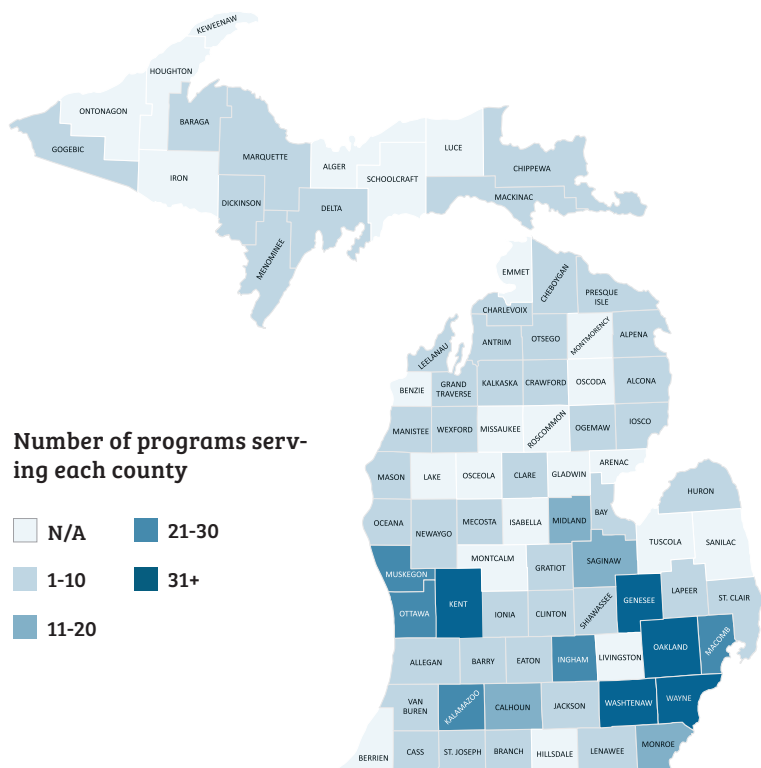 KEWEENAW
HOUGHTON
ONTONAGON
BARAGA
GOGEBIC
MARQUETTE
LUCE
ALGER
CHIPPEWA
IRON
SCHOOLCRAFT
DICKINSON
DELTA
MACKINAC
MENOMINEE
EMMET
CHEBOYGAN
PRESQUE
ISLE
CHARLEVOIX
ANTRIM
OTSEGO
MONTMORENCY
ALPENA
LEELANAU
BENZIE
GRAND
TRAVERSE
KALKASKA
CRAWFORD
OSCODA
ALCONA
MANISTEE
WEXFORD
MISSAUKEE
ROSCOMMON
OGEMAW
IOSCO
Number of programs serv-
ing each county
MASON
LAKE
OSCEOLA
CLARE
GLADWIN
ARENAC
HURON
N/A
21-30
OCEANA
NEWAYGO
MECOSTA
ISABELLA
MIDLAND
BAY
TUSCOLA
SANILAC
1-10
31+
MUSKEGON
MONTCALM
GRATIOT
SAGINAW
11-20
OTTAWA
KENT
IONIA
CLINTON
SHIAWASSEE
GENESEE
LAPEER
ST. CLAIR
ALLEGAN
BARRY
EATON
INGHAM
LIVINGSTON
OAKLAND
MACOMB
VAN
BUREN
KALAMAZOO
CALHOUN
JACKSON
WASHTENAW
WAYNE
BERRIEN
CASS
ST. JOSEPH
BRANCH
HILLSDALE
LENAWEE
MONROE